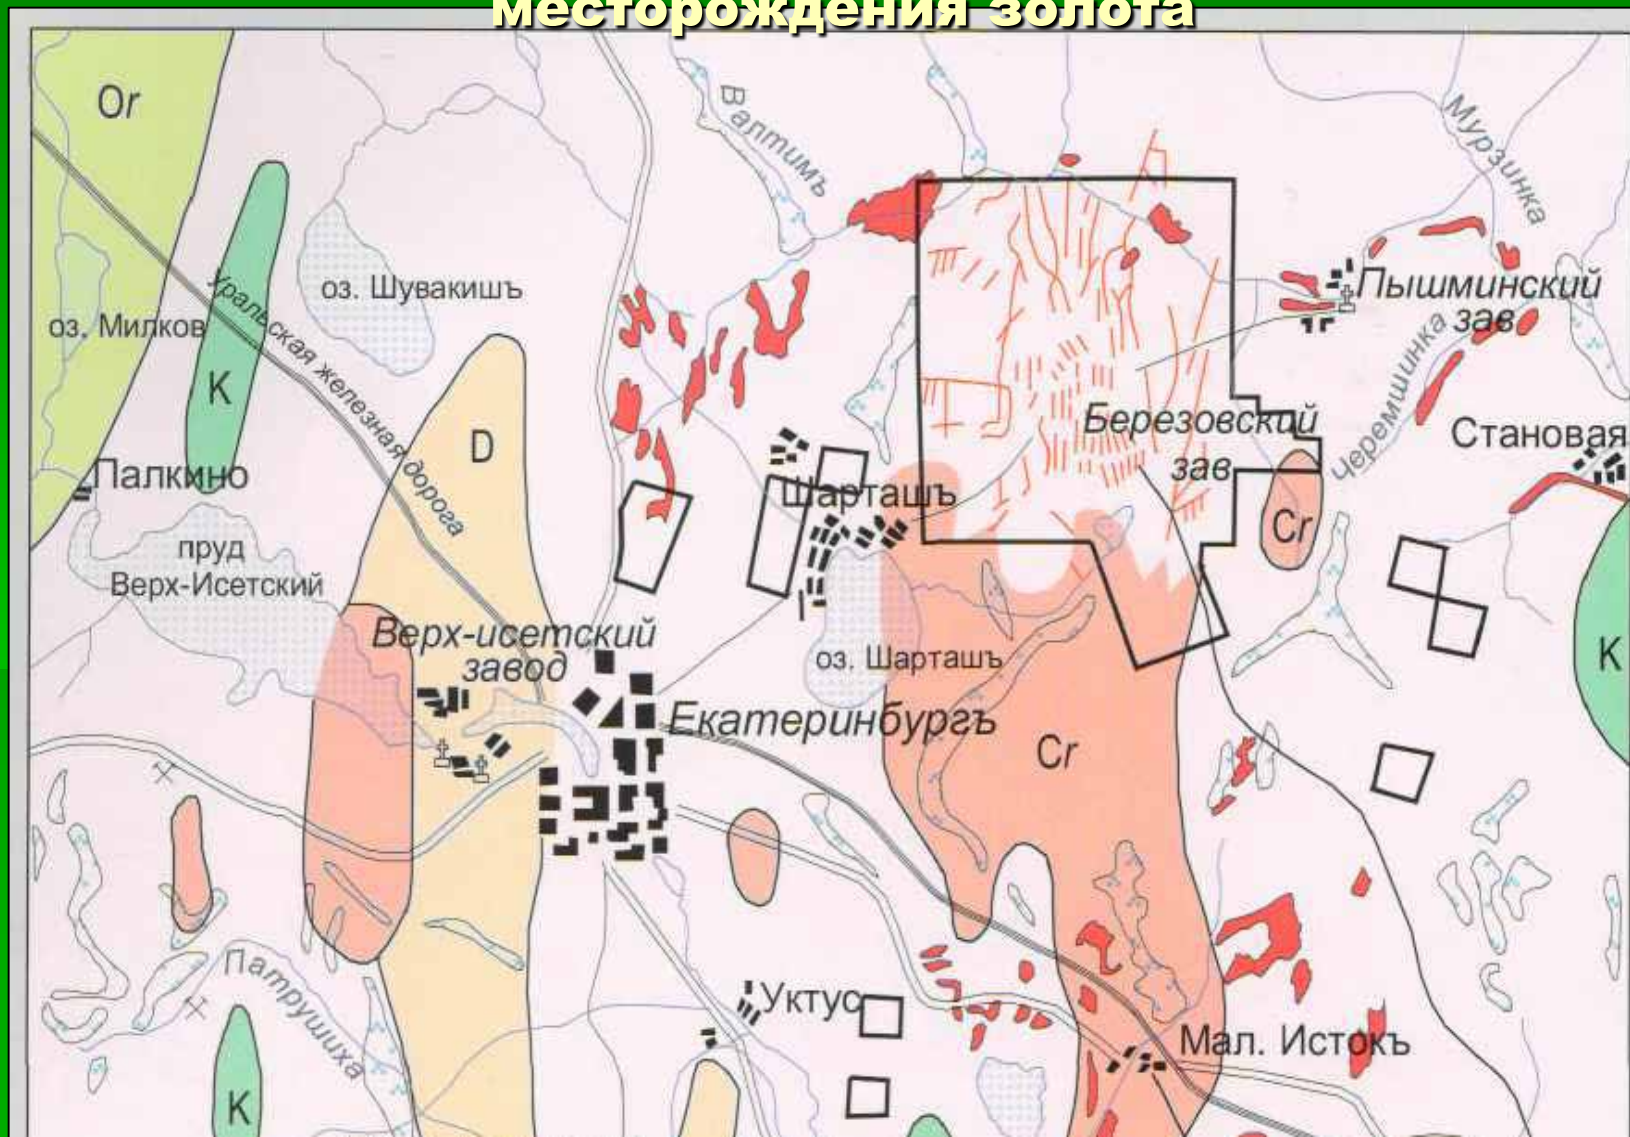 месторождения золота
Or
Валтимъ
Мурзинка
оз. Шувакишъ
оз. Милков
Уральская железная дорога
K
D
Пышминский
зав
Черемшинка
Березовский
зав
Становая
Палкино
Шарташъ
Cr
пруд
Верх-Исетский
Верх-исетский
завод
оз. Шарташъ
K
Екатеринбургъ
Cr
Патрушиха
Уктус
Мал. Истокъ
K